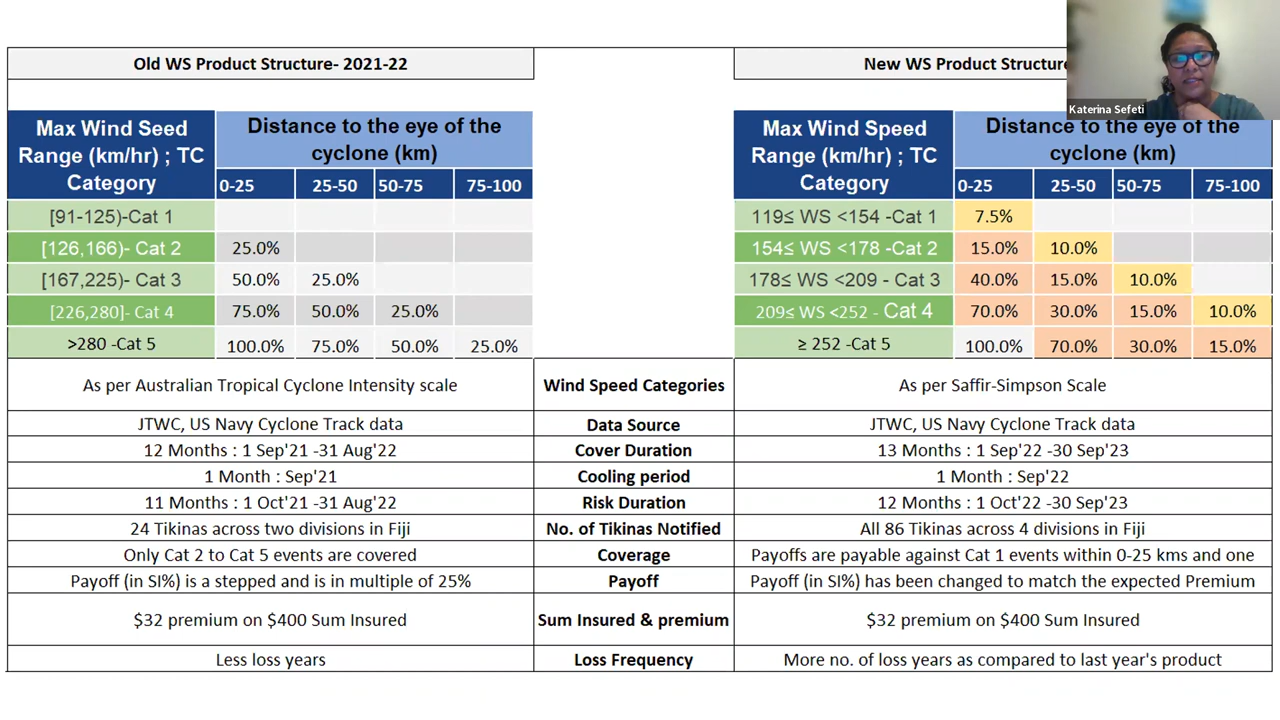 Old WS Product Structure- 2021-22
New WS Product Structure
Katerina Sefeti
Max Wind Seed Range (km/hr) ; TC Category
Distance to the eye of the cyclone (km)
0-25 25-50 50-75 75-100
[91-125)-Cat 1
[126,166)- Cat 2 25.0%
[167,225)- Cat 3 50.0% 25.0%
[226,280]- Cat 4 75.0% 50.0% 25.0%
>280 -Cat 5 100.0% 75.0% 50.0% 25.0%
Max Wind Speed Range (km/hr) ; TC Category
Distance to the eye of the cyclone (km)
0-25 25-50 50-75 75-100
119≤ WS <154 -Cat 1 7.5%
154≤ WS <178 -Cat 2 15.0% 10.0%
178≤ WS <209 - Cat 3 40.0% 15.0% 10.0%
209≤ WS <252 - Cat 4 70.0% 30.0% 15.0% 10.0%
≥ 252 -Cat 5 100.0% 70.0% 30.0% 15.0%
As per Australian Tropical Cyclone Intensity scale Wind Speed Categories As per Saffir-Simpson Scale
JTWC, US Navy Cyclone Track data Data Source JTWC, US Navy Cyclone Track data
12 Months : 1 Sep'21 -31 Aug'22 Cover Duration 13 Months : 1 Sep'22 -30 Sep'23
1 Month : Sep'21 Cooling period 1 Month : Sep'22
11 Months : 1 Oct'21 -31 Aug'22 Risk Duration 12 Months : 1 Oct'22 -30 Sep'23
24 Tikinas across two divisions in Fiji No. of Tikinas Notified All 86 Tikinas across 4 divisions in Fiji
Only Cat 2 to Cat 5 events are covered Coverage Payoffs are payable against Cat 1 events within 0-25 kms and one
Payoff (in SI%) is a stepped and is in multiple of 25% Payoff Payoff (in SI%) has been changed to match the expected Premium
$32 premium on $400 Sum Insured Sum Insured & premium $32 premium on $400 Sum Insured
Less loss years Loss Frequency More no. of loss years as compared to last year's product